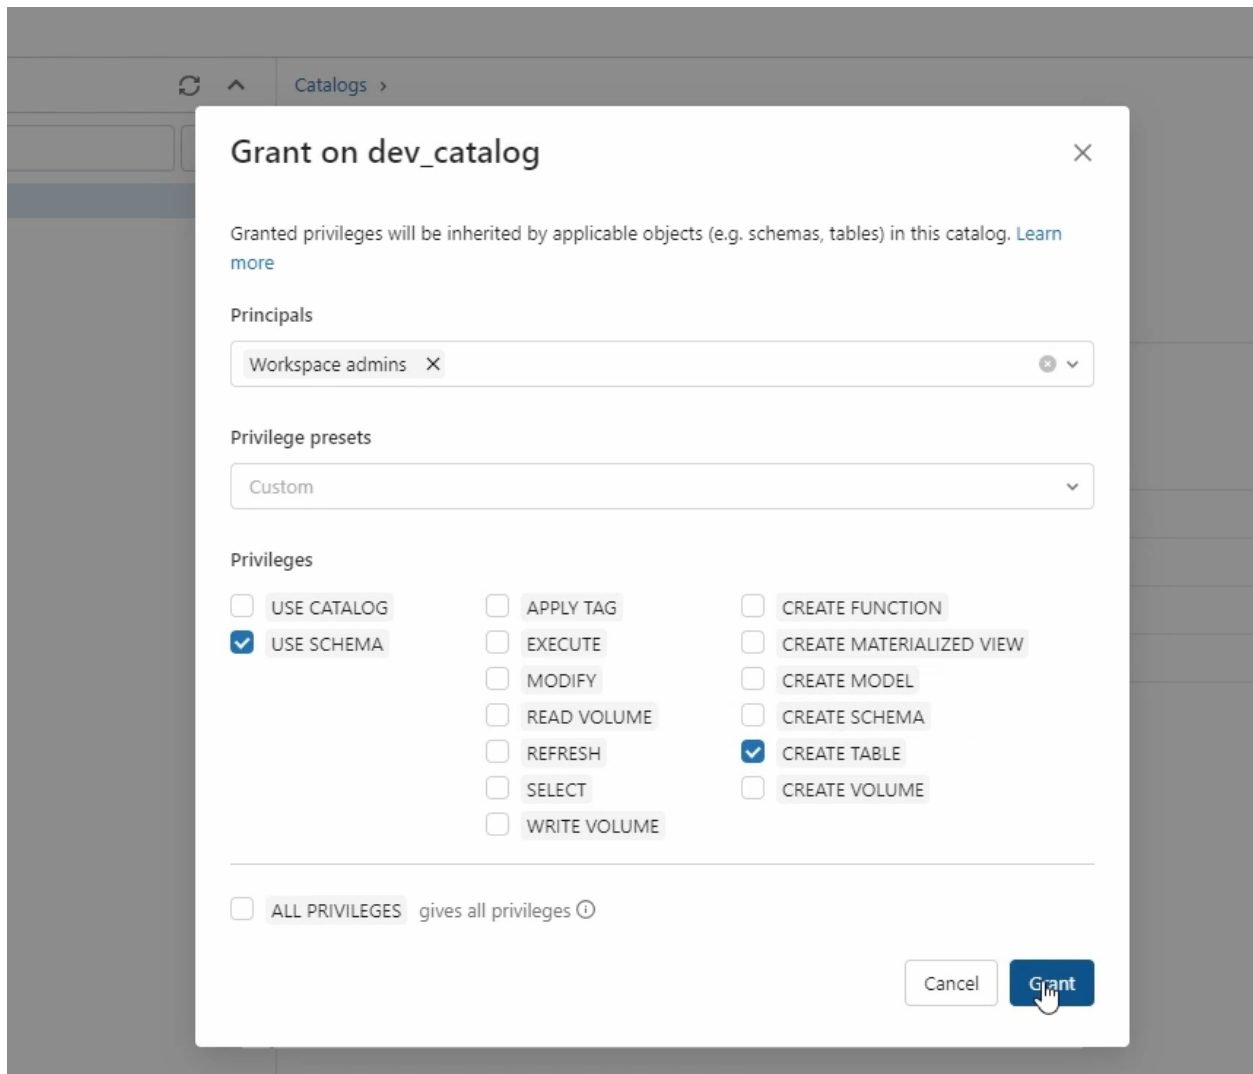 Catalogs >
Grant on dev_catalog
Granted privileges will be inherited by applicable objects (e.g. schemas, tables) in this catalog. Learn
more
Principals
Workspace admins
Privilege presets
Custom
Privileges
USE CATALOG
USE SCHEMA
APPLY TAG
EXECUTE
MODIFY
READ VOLUME
REFRESH
SELECT
WRITE VOLUME
CREATE FUNCTION
CREATE MATERIALIZED VIEW
CREATE MODEL
CREATE SCHEMA
CREATE TABLE
CREATE VOLUME
ALL PRIVILEGES gives all privileges
Cancel
Grant